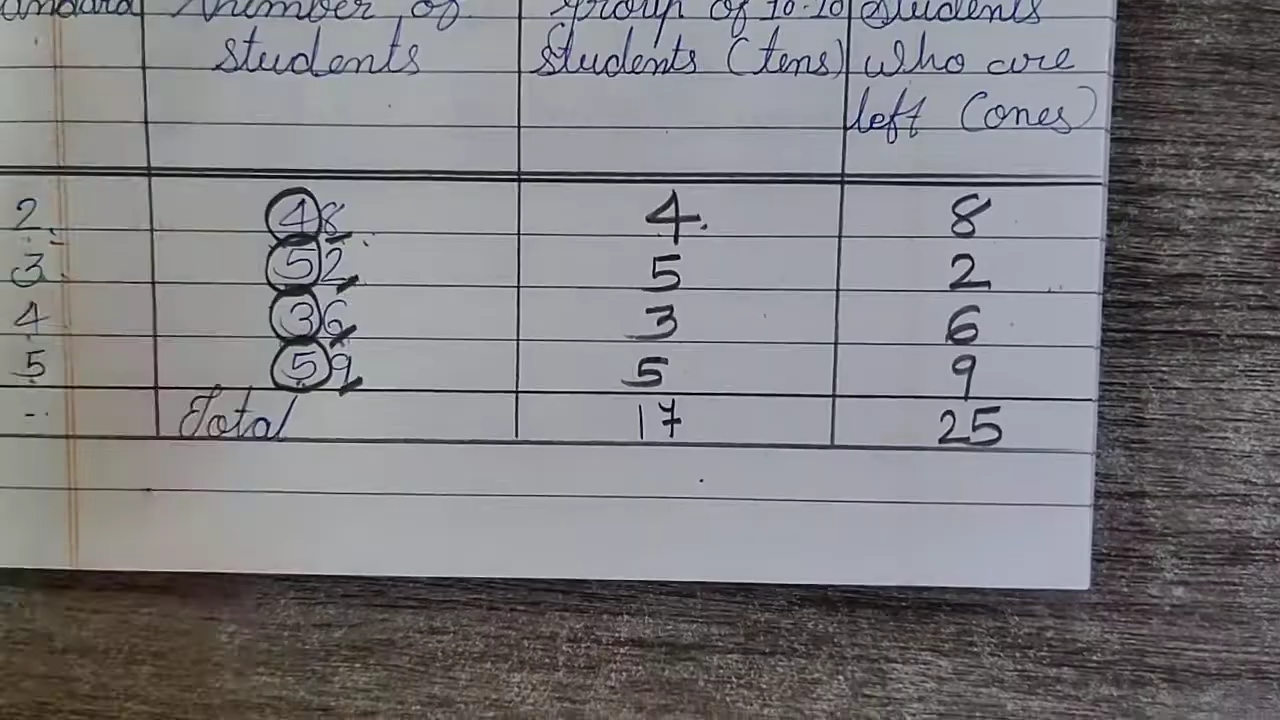 Number of group of 10-10 students
students students (tens) who are
left (ones)
2. 48 4. 8
3. 52 5 2
4 36 3 6
5 59 5 9
-. Total 17 25